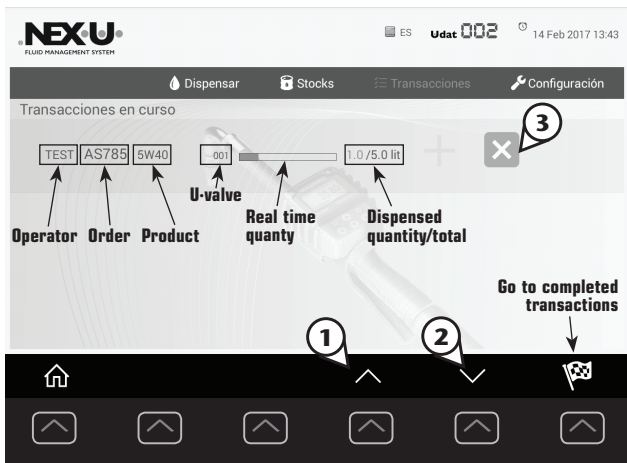 NEX·U·
FLUID MANAGEMENT SYSTEM
ES Udat 002 14 Feb 2017 13:43
Dispensar Stocks Transacciones Configuración
Transacciones en curso
3
TEST AS785 5W40 001 1.0 /5.0 lit
U-valve
Operator Order Product
Real time
quanty
Dispensed
quantity/total
Go to completed
transactions
1 2